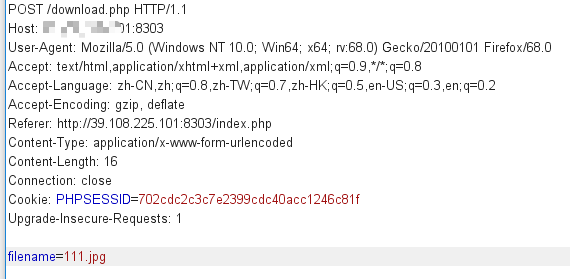 POST /download.php HTTP/1.1
Host: 01:8303
User-Agent: Mozilla/5.0 (Windows NT 10.0; Win64; x64; rv:68.0) Gecko/20100101 Firefox/68.0
Accept: text/html,application/xhtml+xml,application/xml;q=0.9,*/*;q=0.8
Accept-Language: zh-CN,zh;q=0.8,zh-TW;q=0.7,zh-HK;q=0.5,en-US;q=0.3,en;q=0.2
Accept-Encoding: gzip, deflate
Referer: http://39.108.225.101:8303/index.php
Content-Type: application/x-www-form-urlencoded
Content-Length: 16
Connection: close
Cookie: PHPSESSID=702cdc2c3c7e2399cdc40acc1246c81f
Upgrade-Insecure-Requests: 1
filename=111.jpg